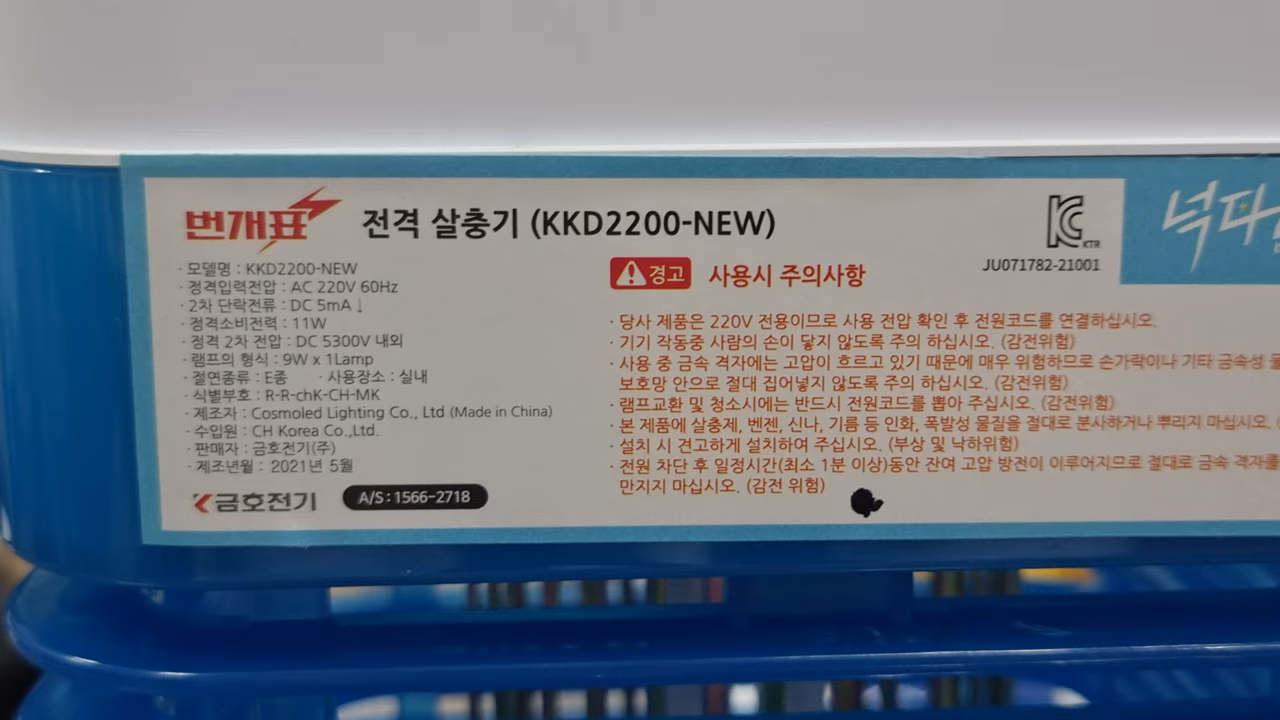 번개표
전격 살충기 (KKD2200-NEW)
· 모델명 : KKD2200-NEW
· 정격입력전압 : AC 220V 60Hz
· 2차 단락전류 : DC 5mA↓
· 정격소비전력 : 11W
· 정격 2차 전압 : DC 5300V 내외
· 램프의 형식 : 9W x 1Lamp
· 절연종류 : E종 · 사용장소 : 실내
· 식별부호 : R-R-chK-CH-MK
· 제조자 : Cosmoled Lighting Co., Ltd (Made in China)
· 수입원 : CH Korea Co.,Ltd.
· 판매자 : 금호전기(주)
· 제조년월 : 2021년 5월
금호전기
A/S : 1566-2718
경고 사용시 주의사항
· 당사 제품은 220V 전용이므로 사용 전압 확인 후 전원코드를 연결하십시오.
· 기기 작동중 사람의 손이 닿지 않도록 주의 하십시오. (감전위험)
· 사용 중 금속 격자에는 고압이 흐르고 있기 때문에 매우 위험하므로 손가락이나 기타 금속성
보호망 안으로 절대 집어넣지 않도록 주의 하십시오. (감전위험)
· 램프교환 및 청소시에는 반드시 전원코드를 뽑아 주십시오. (감전위험)
· 본 제품에 살충제, 벤젠, 신나, 기름 등 인화, 폭발성 물질을 절대로 분사하거나 뿌리지 마십시오. (
· 설치 시 견고하게 설치하여 주십시오. (부상 및 낙하위험)
· 전원 차단 후 일정시간(최소 1분 이상)동안 잔여 고압 방전이 이루어지므로 절대로 금속 격자를
만지지 마십시오. (감전 위험)
KC
KTR
JU071782-21001
넉다